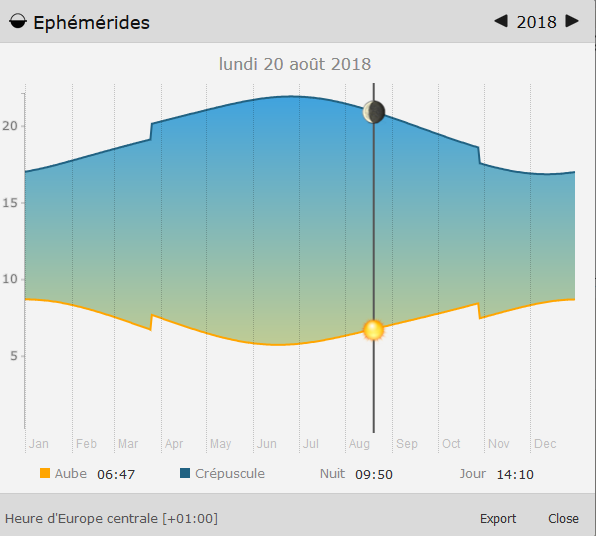 Ephémérides
2018
lundi 20 août 2018
20
15
10
5
Jan Feb Mar Apr May Jun Jul Aug Sep Oct Nov Dec
Aube 06:47 Crépuscule Nuit 09:50 Jour 14:10
Heure d'Europe centrale [+01:00] Export Close